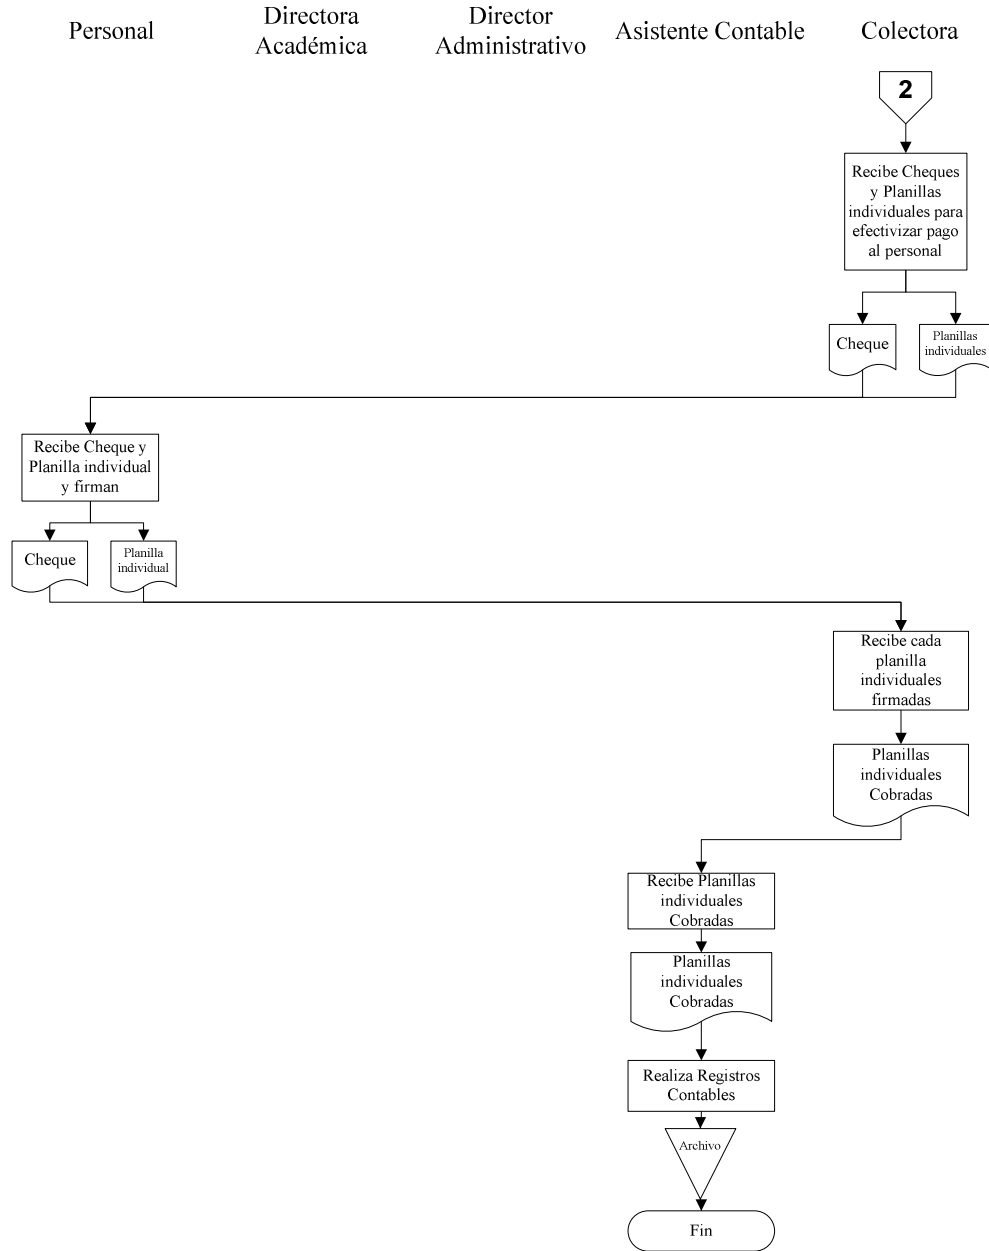 Personal
Directora
Académica
Director
Administrativo
Asistente Contable
Colectora
2
Recibe Cheques
y Planillas
individuales para
efectivizar pago
al personal
Cheque
Planillas
individuales
Recibe Cheque y
Planilla individual
y firman
Cheque
Planilla
individual
Recibe cada
planilla
individuales
firmadas
Planillas
individuales
Cobradas
Recibe Planillas
individuales
Cobradas
Planillas
individuales
Cobradas
Realiza Registros
Contables
Archivo
Fin